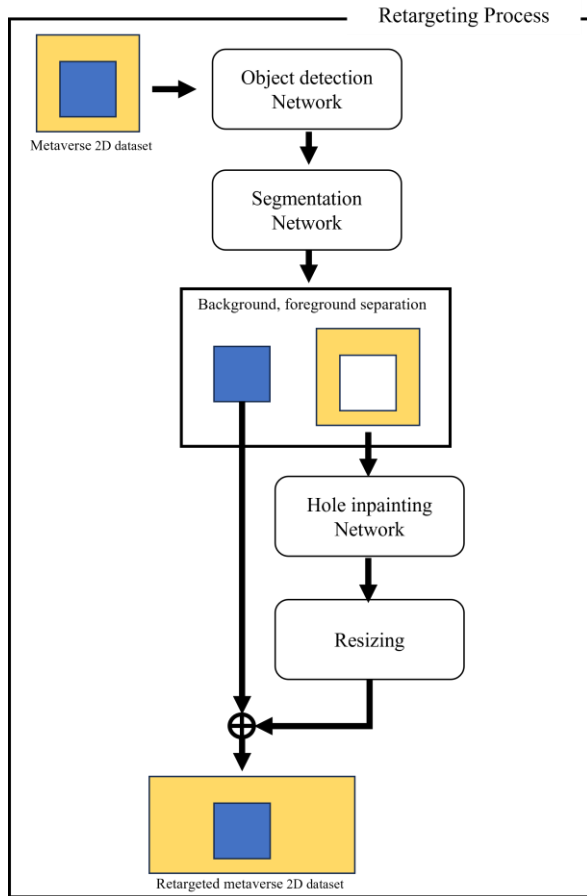 Retargeting Process
Object detection
Network
Metaverse 2D dataset
Segmentation
Network
Background, foreground separation
Hole inpainting
Network
Resizing
Retargeted metaverse 2D dataset